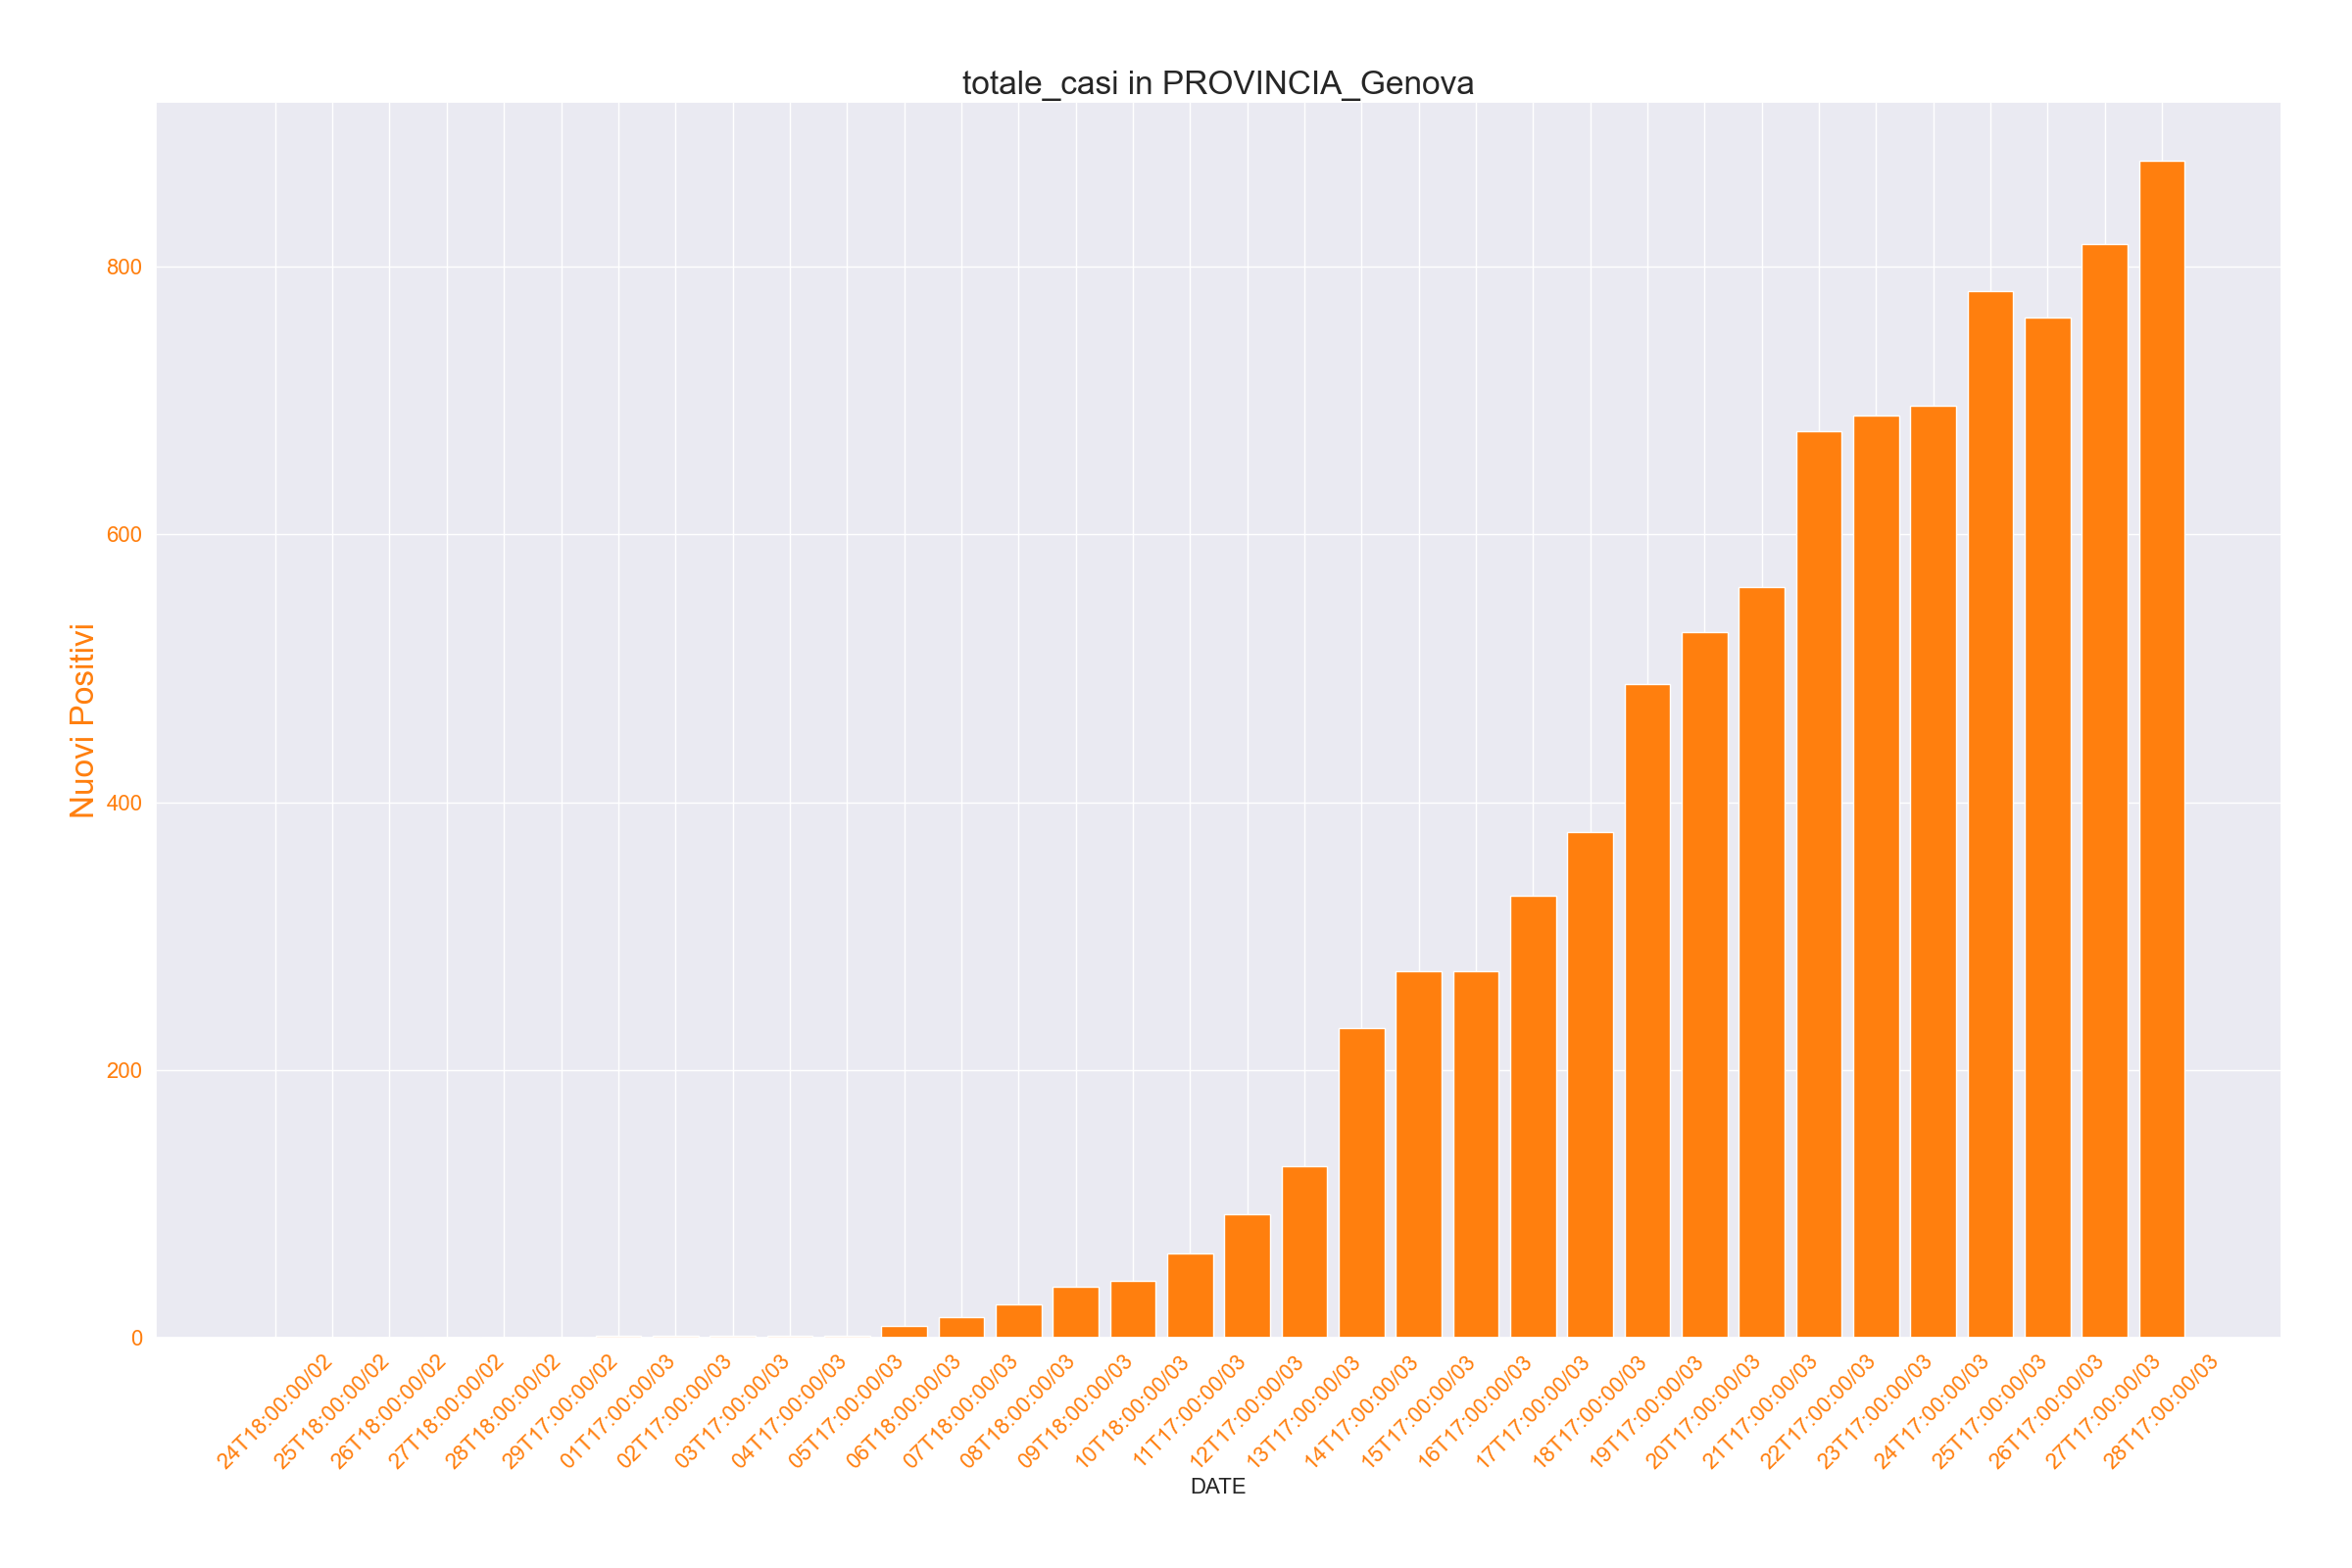 totale_casi in PROVINCIA_Genova
Nuovi Positivi
800
600
400
200
0
24T18:00:00/02
25T18:00:00/02
26T18:00:00/02
27T18:00:00/02
28T18:00:00/02
29T17:00:00/02
01T17:00:00/03
02T17:00:00/03
03T17:00:00/03
04T17:00:00/03
05T17:00:00/03
06T18:00:00/03
07T18:00:00/03
08T18:00:00/03
09T18:00:00/03
10T18:00:00/03
11T17:00:00/03
12T17:00:00/03
13T17:00:00/03
14T17:00:00/03
15T17:00:00/03
16T17:00:00/03
17T17:00:00/03
18T17:00:00/03
19T17:00:00/03
20T17:00:00/03
21T17:00:00/03
22T17:00:00/03
23T17:00:00/03
24T17:00:00/03
25T17:00:00/03
26T17:00:00/03
27T17:00:00/03
28T17:00:00/03
DATE